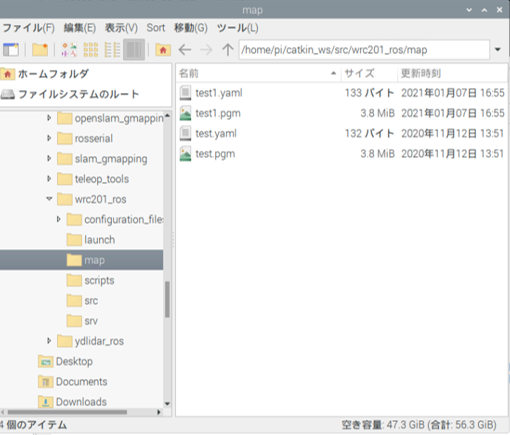 map
ファイル(F) 編集(E) 表示(V) Sort 移動(G) ツール(L)
/home/pi/catkin_ws/src/wrc201_ros/map
ホームフォルダ
ファイルシステムのルート
openslam_gmappin
rosserial
slam_gmapping
teleop_tools
wrc201_ros
configuration_files
launch
map
scripts
src
srv
ydlidar_ros
Desktop
Documents
Downloads
名前 サイズ 更新時刻
test1.yaml 133 バイト 2021年01月07日 16:55
test1.pgm 3.8 MiB 2021年01月07日 16:55
test.yaml 132 バイト 2020年11月12日 13:51
test.pgm 3.8 MiB 2020年11月12日 13:51
4 個のアイテム 空き容量: 47.3 GiB (合計: 56.3 GiB)